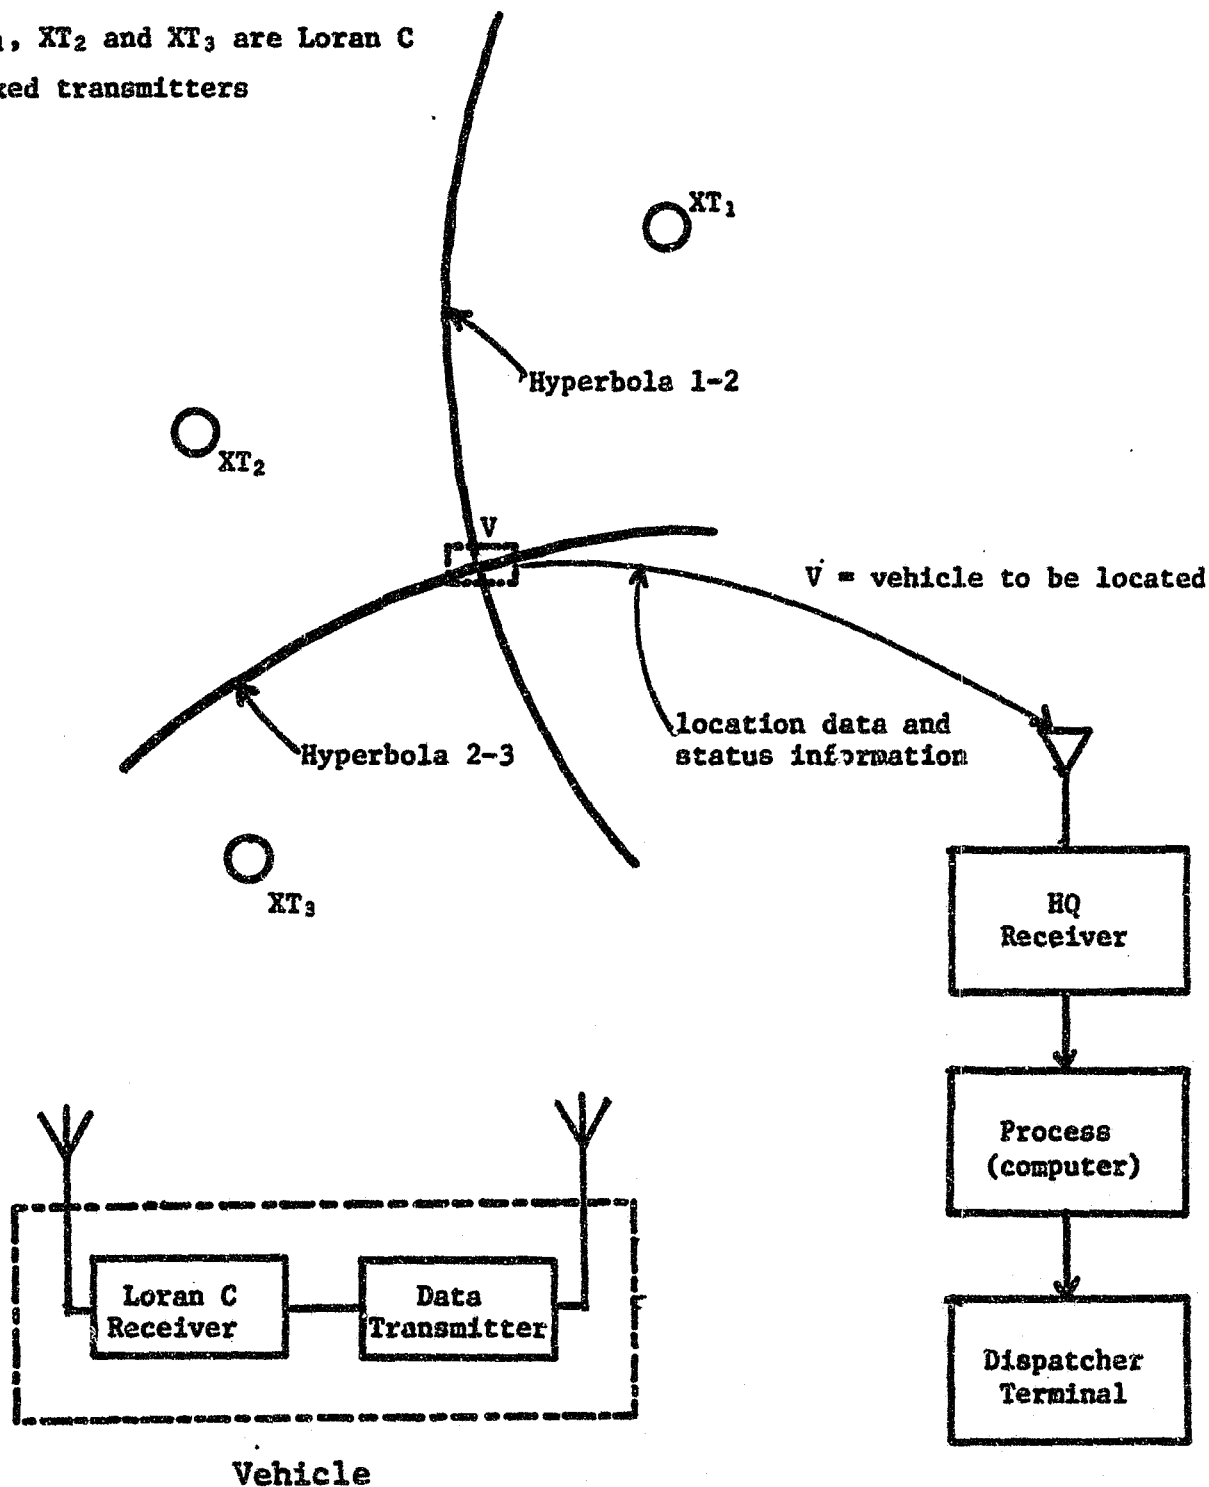 , XT₂ and XT₃ are Loran C
transmitters
XT₁
Hyperbola 1-2
XT₂
V
V = vehicle to be located
location data and
status information
Hyperbola 2-3
XT₃
HQ
Receiver
Process
(computer)
Loran C
Receiver
Data
Transmitter
Dispatcher
Terminal
Vehicle